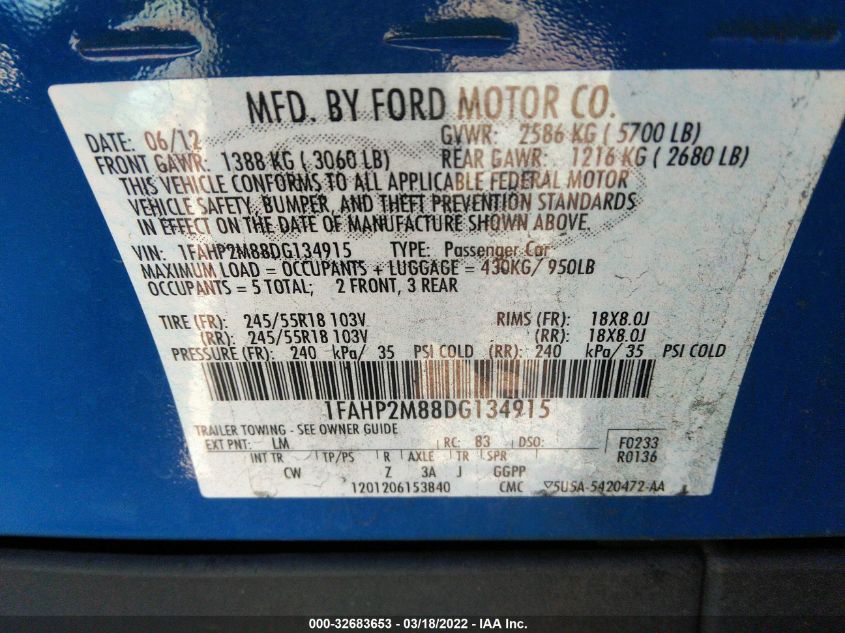 MFD. BY FORD MOTOR CO.
DATE: 06/12 GVWR: 2586 KG ( 5700 LB)
FRONT GAWR: 1388 KG ( 3060 LB) REAR GAWR: 1216 KG ( 2680 LB)
THIS VEHICLE CONFORMS TO ALL APPLICABLE FEDERAL MOTOR
VEHICLE SAFETY, BUMPER, AND THEFT PREVENTION STANDARDS
IN EFFECT ON THE DATE OF MANUFACTURE SHOWN ABOVE.
VIN: 1FAHP2M88DG134915 TYPE: Passenger Car
MAXIMUM LOAD = OCCUPANTS + LUGGAGE = 430KG/ 950LB
OCCUPANTS = 5 TOTAL; 2 FRONT, 3 REAR
TIRE (FR): 245/55R18 103V RIMS (FR): 18X8.0J
(RR): 245/55R18 103V (RR): 18X8.0J
PRESSURE (FR): 240 kPa/ 35 PSI COLD (RR): 240 kPa/ 35 PSI COLD
1FAHP2M88DG134915
TRAILER TOWING - SEE OWNER GUIDE
EXT PNT: LM RC: 83 DSO: F0233
INT TR TP/PS R AXLE TR SPR R0136
CW Z 3A J GGPP
1201206153840 CMC ▽5U5A-5420472-AA
000-32683653 - 03/18/2022 - IAA Inc.